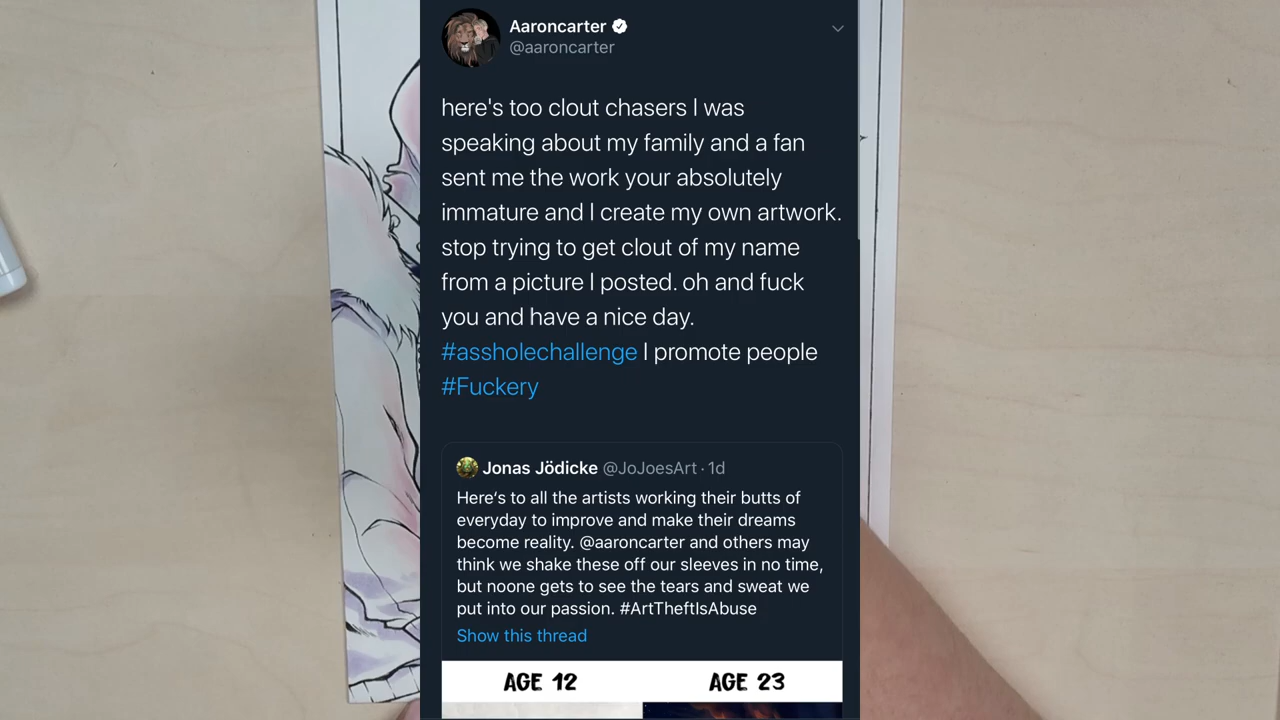 Aaroncarter
@aaroncarter
here's too clout chasers I was
speaking about my family and a fan
sent me the work your absolutely
immature and I create my own artwork.
stop trying to get clout of my name
from a picture I posted. oh and fuck
you and have a nice day.
#assholechallenge I promote people
#Fuckery
Jonas Jödicke @JoJoesArt · 1d
Here‘s to all the artists working their butts of
everyday to improve and make their dreams
become reality. @aaroncarter and others may
think we shake these off our sleeves in no time,
but noone gets to see the tears and sweat we
put into our passion. #ArtTheftIsAbuse
Show this thread
AGE 12 AGE 23